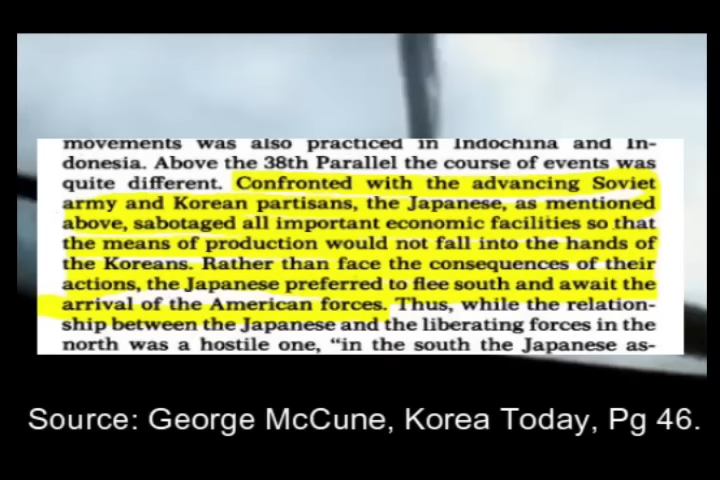 movements was also practiced in Indochina and In-
donesia. Above the 38th Parallel the course of events was
quite different. Confronted with the advancing Soviet
army and Korean partisans, the Japanese, as mentioned
above, sabotaged all important economic facilities so that
the means of production would not fall into the hands of
the Koreans. Rather than face the consequences of their
actions, the Japanese preferred to flee south and await the
arrival of the American forces. Thus, while the relation-
ship between the Japanese and the liberating forces in the
north was a hostile one, "in the south the Japanese as-
Source: George McCune, Korea Today, Pg 46.